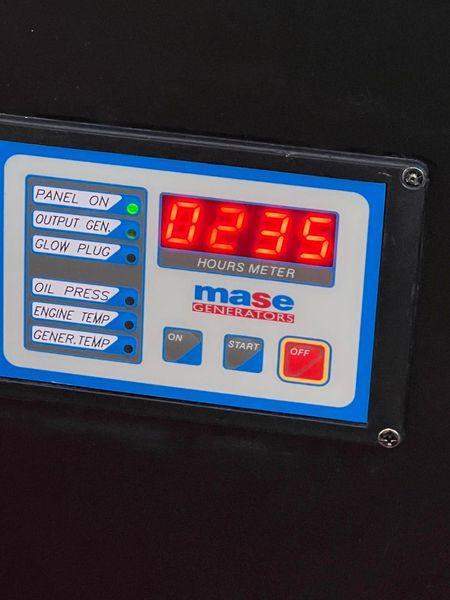 PANEL ON
OUTPUT GEN.
GLOW PLUG
OIL PRESS
ENGINE TEMP
GENER.TEMP
0235
HOURS METER
mase
GENERATORS
ON
START
OFF